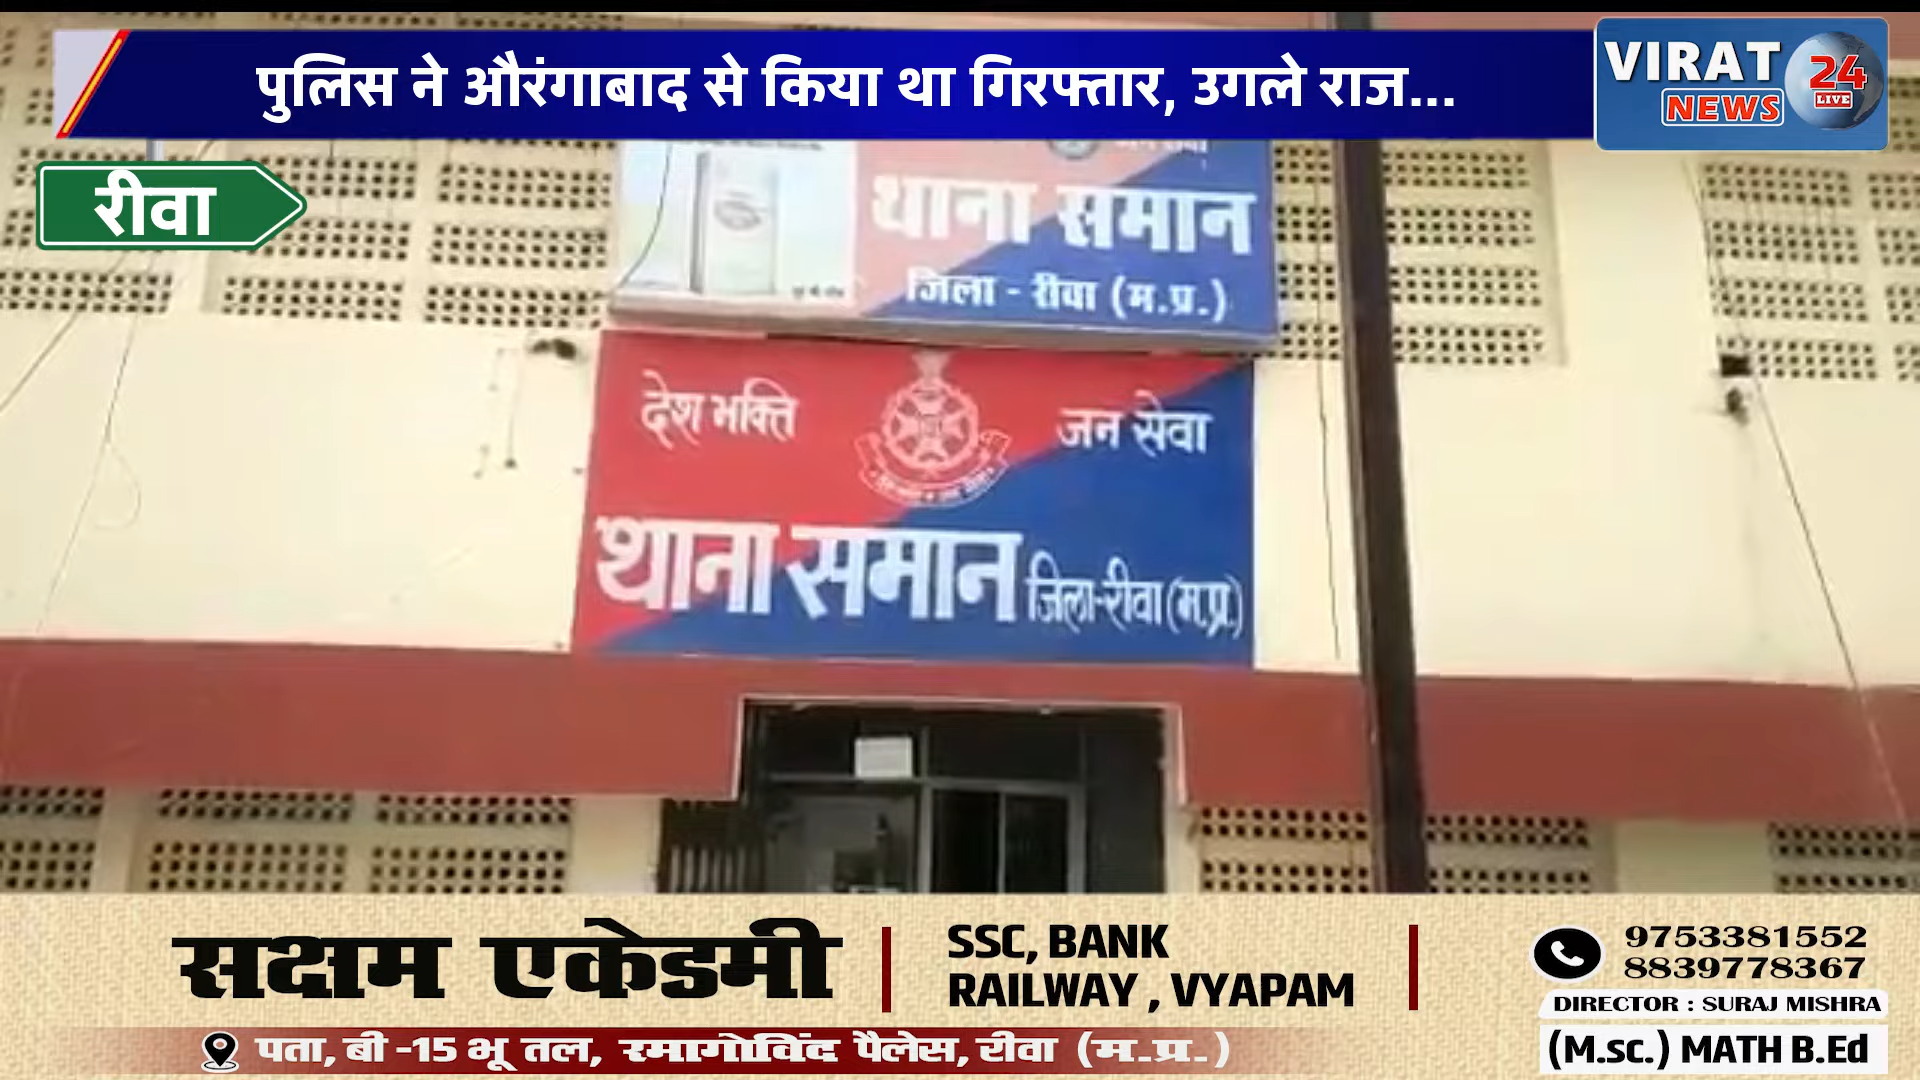 पुलिस ने औरंगाबाद से किया था गिरफ्तार, उगले राज...
VIRAT
NEWS
24
LIVE
रीवा
थाना समान
जिला - रीवा (म.प्र.)
देश भक्ति
जन सेवा
थाना समान जिला-रीवा (म.प्र.)
सक्षम एकेडमी
SSC, BANK
RAILWAY , VYAPAM
9753381552
8839778367
DIRECTOR : SURAJ MISHRA
(M.sc.) MATH B.Ed
पता, बी -15 भू तल, रमागोविंद पैलेस, रीवा (म.प्र.)